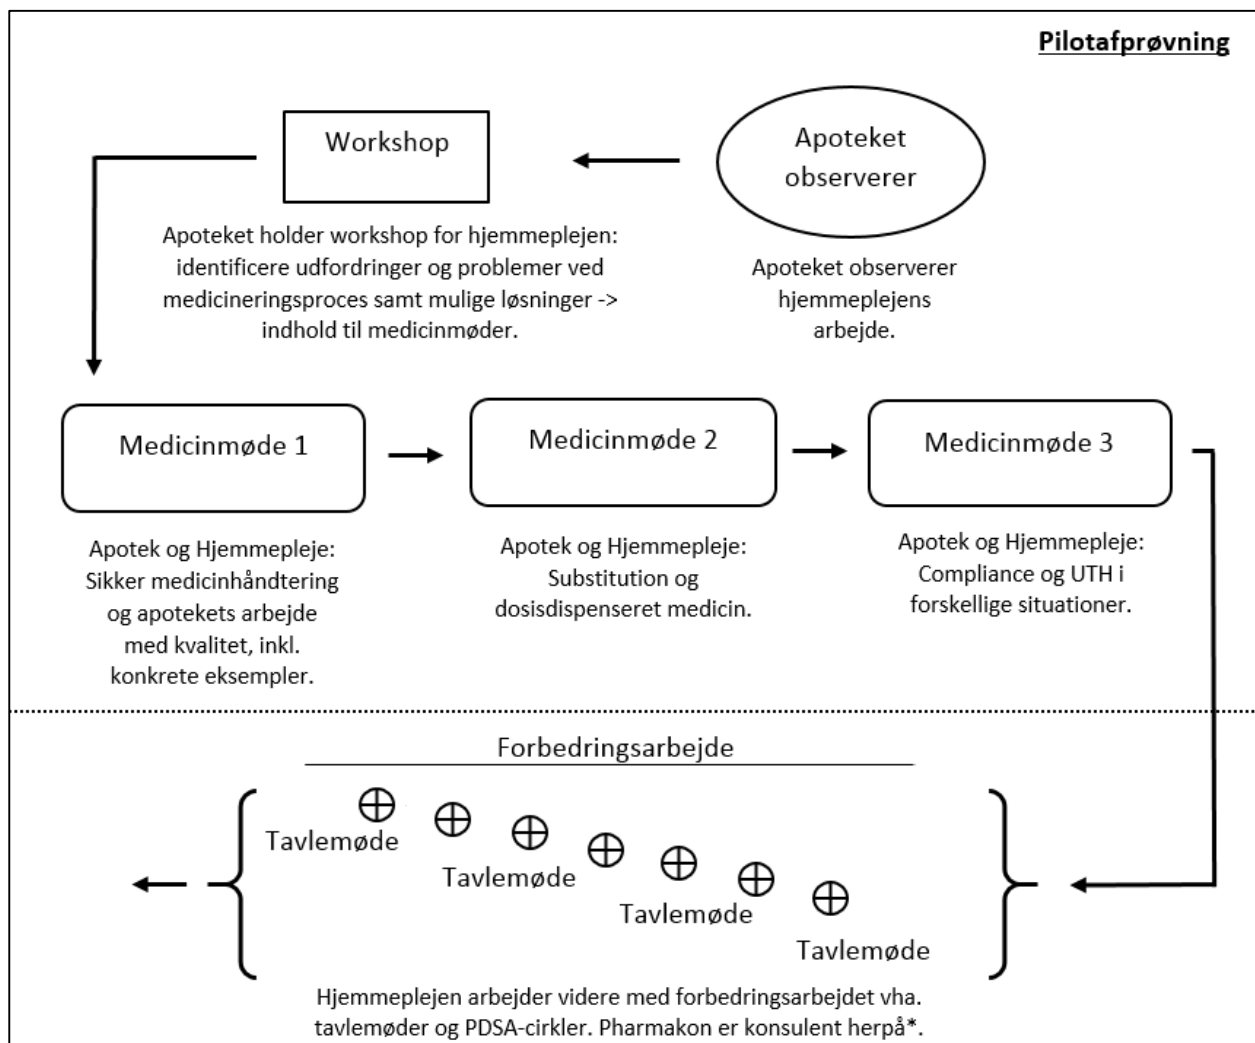 Pilotafprøvning
Apoteket
observerer
Apoteket observerer
hjemmeplejens
arbejde.
Workshop
Apoteket holder workshop for hjemmeplejen:
identificere udfordringer og problemer ved
medicineringsproces samt mulige løsninger ->
indhold til medicinmøder.
Medicinmøde 1
Apotek og Hjemmepleje:
Sikker medicinhåndtering
og apotekets arbejde
med kvalitet, inkl.
konkrete eksempler.
Medicinmøde 2
Apotek og Hjemmepleje:
Substitution og
dosisdispenseret medicin.
Medicinmøde 3
Apotek og Hjemmepleje:
Compliance og UTH i
forskellige situationer.
Forbedringsarbejde
Tavlemøde
Tavlemøde
Tavlemøde
Tavlemøde
Hjemmeplejen arbejder videre med forbedringsarbejdet vha.
tavlemøder og PDSA-cirkler. Pharmakon er konsulent herpå*.